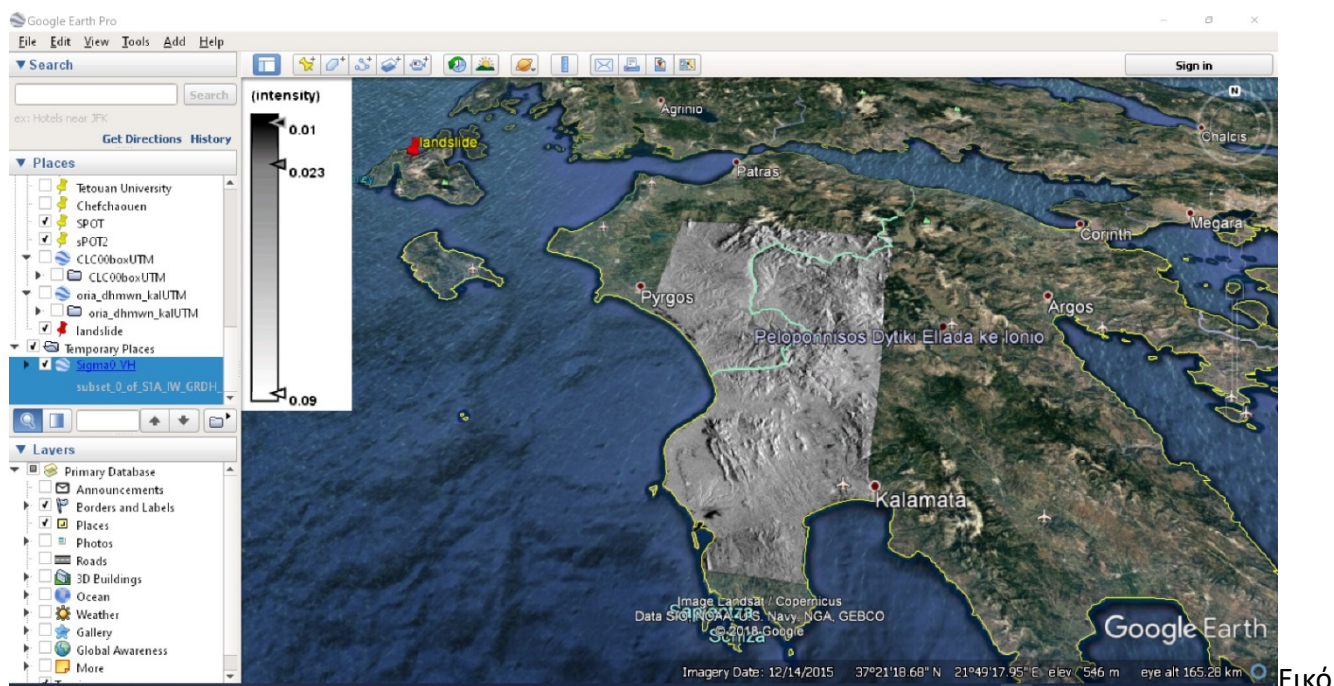 Google Earth Pro
File Edit View Tools Add Help
Search
Sign in
Search
ex: Hotels near JFK
Get Directions History
Places
Tetouan University
Chefchaouen
SPOT
sPOT2
CLC00boxUTM
CLC00boxUTM
oria_dhmwn_kalUTM
oria_dhmwn_kalUTM
landslide
Temporary Places
Sigma0_VH
subset_0_of_S1A_IW_GRDH_
Layers
Primary Database
Announcements
Borders and Labels
Places
Photos
Roads
3D Buildings
Ocean
Weather
Gallery
Global Awareness
More
(intensity)
0.01
0.023
0.09
landslide
Agrinio
Chalcis
N
Patras
Megara
Corinth
Pyrgos
Argos
Peloponnisos Dytiki Ellada ke Ionio
Kalamata
Image Landsat / Copernicus
Data SIO, NOAA, U.S. Navy, NGA, GEBCO
© 2018 Google
Google Earth
Imagery Date: 12/14/2015 37°21'18.68" N 21°49'17.95" E elev 546 m eye alt 165.28 km
Εικό